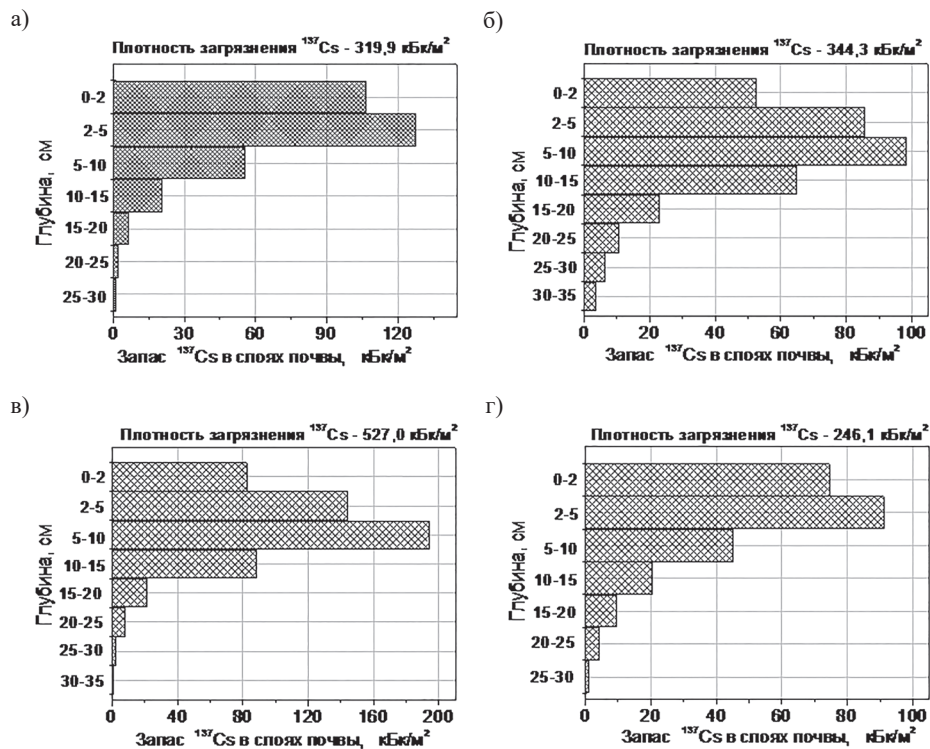 а)
Плотность загрязнения ¹³⁷Cs - 319,9 кБк/м²
Глубина, см
0-2
2-5
5-10
10-15
15-20
20-25
25-30
0 30 60 90 120
Запас ¹³⁷Cs в слоях почвы, кБк/м²
б)
Плотность загрязнения ¹³⁷Cs - 344,3 кБк/м²
Глубина, см
0-2
2-5
5-10
10-15
15-20
20-25
25-30
30-35
0 20 40 60 80 100
Запас ¹³⁷Cs в слоях почвы, кБк/м²
в)
Плотность загрязнения ¹³⁷Cs - 527,0 кБк/м²
Глубина, см
0-2
2-5
5-10
10-15
15-20
20-25
25-30
30-35
0 40 80 120 160 200
Запас ¹³⁷Cs в слоях почвы, кБк/м²
г)
Плотность загрязнения ¹³⁷Cs - 246,1 кБк/м²
Глубина, см
0-2
2-5
5-10
10-15
15-20
20-25
25-30
0 20 40 60 80 100
Запас ¹³⁷Cs в слоях почвы, кБк/м²